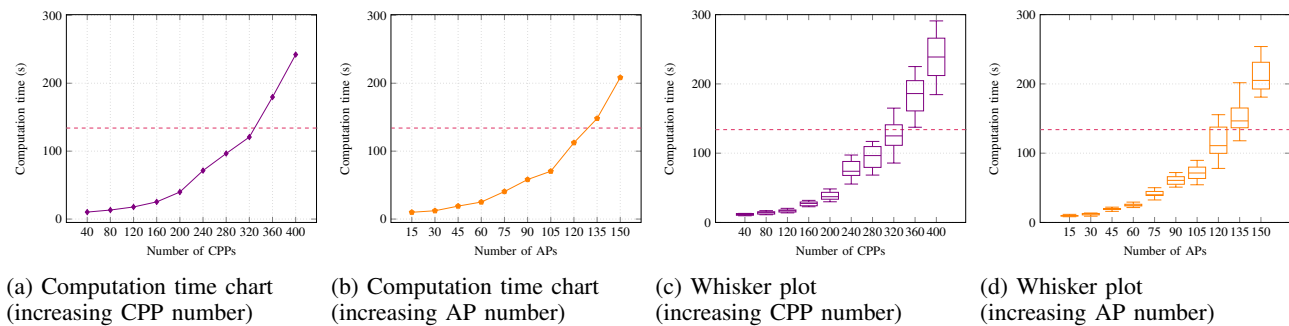 300
200
100
0
Computation time (s)
40 80 120 160 200 240 280 320 360 400
Number of CPPs
(a) Computation time chart
(increasing CPP number)
300
200
100
0
Computation time (s)
15 30 45 60 75 90 105 120 135 150
Number of APs
(b) Computation time chart
(increasing AP number)
300
200
100
0
Computation time (s)
40 80 120 160 200 240 280 320 360 400
Number of CPPs
(c) Whisker plot
(increasing CPP number)
300
200
100
0
Computation time (s)
15 30 45 60 75 90 105 120 135 150
Number of APs
(d) Whisker plot
(increasing AP number)